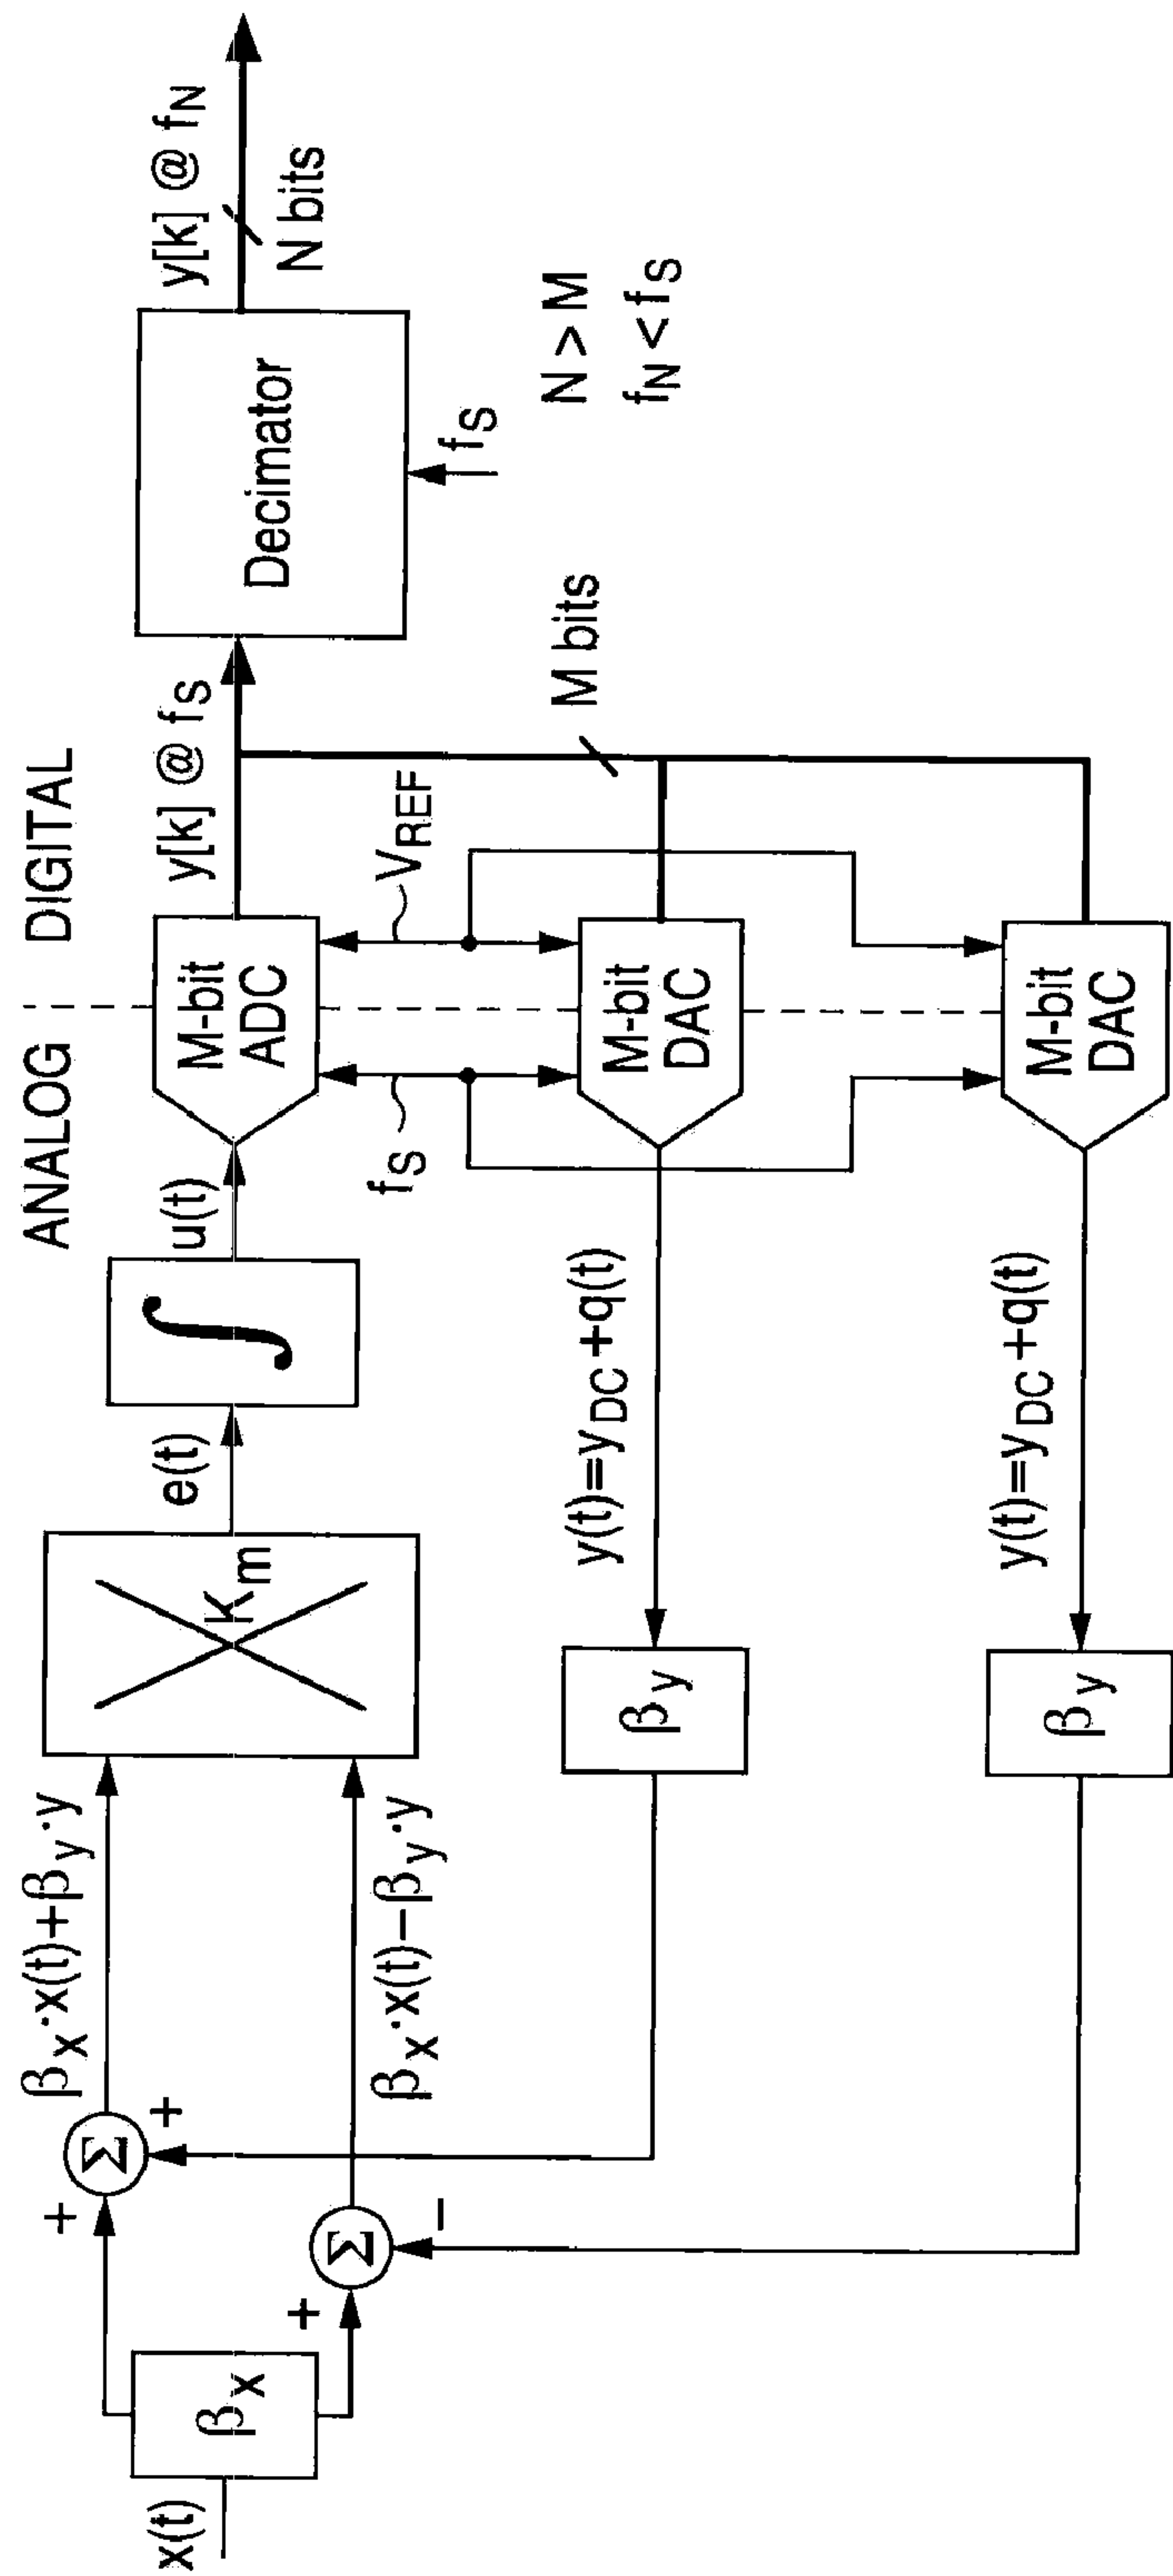 ANALOG
DIGITAL
x(t)
βx
+
+
Σ
+
Σ
−
βx·x(t)+βy·y
βx·x(t)−βy·y
Km
e(t)
∫
u(t)
M-bit
ADC
y[k] @ fS
Decimator
fS
y[k] @ fN
N bits
N > M
fN < fS
fS
VREF
M bits
M-bit
DAC
y(t)=yDC+q(t)
βy
M-bit
DAC
y(t)=yDC+q(t)
βy